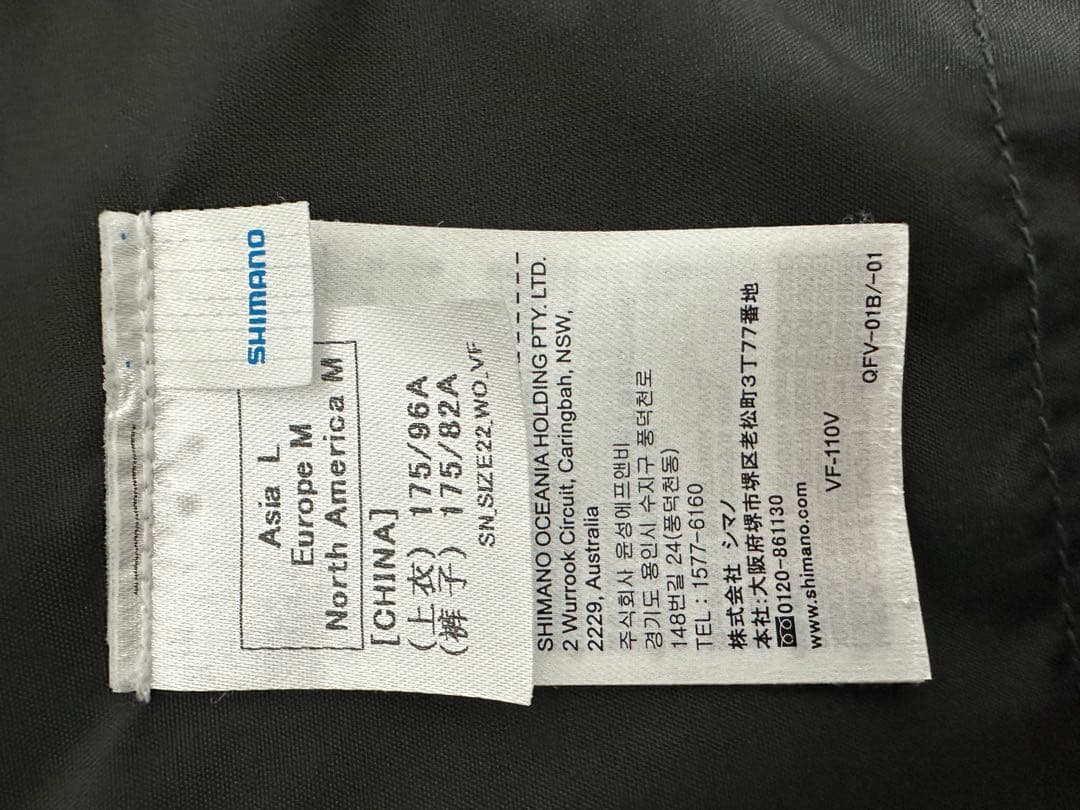 SHIMANO
Asia L
Europe M
North America M
[CHINA]
(上衣) 175/96A
(裤子) 175/82A
SN_SIZE22_WO_VF
SHIMANO OCEANIA HOLDING PTY. LTD.
2 Wurrook Circuit, Caringbah, NSW,
2229, Australia
주식회사 윤성에프앤비
경기도 용인시 수지구 풍덕천로
148번길 24(풍덕천동)
TEL : 1577-6160
株式会社 シマノ
本社:大阪府堺市堺区老松町3丁77番地
0120-861130
www.shimano.com
VF-110V
QFV-01B/-01